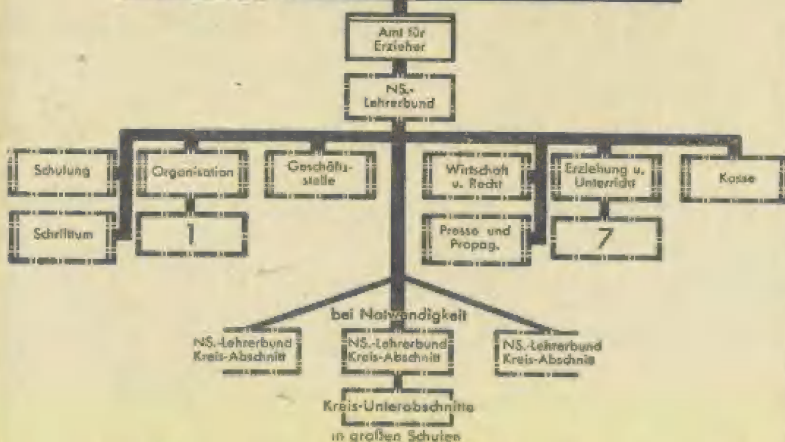 Amt für
Erzieher
NS.-
Lehrerbund
Schulung
Organisation
Geschäfts-
stelle
Wirtschaft
u. Recht
Erziehung u.
Unterricht
Kasse
Schrifttum
1
Presse und
Propag.
7
bei Notwendigkeit
NS.-Lehrerbund
Kreis-Abschnitt
NS.-Lehrerbund
Kreis-Abschnitt
NS.-Lehrerbund
Kreis-Abschnitt
Kreis-Unterabschnitte
in großen Schulen